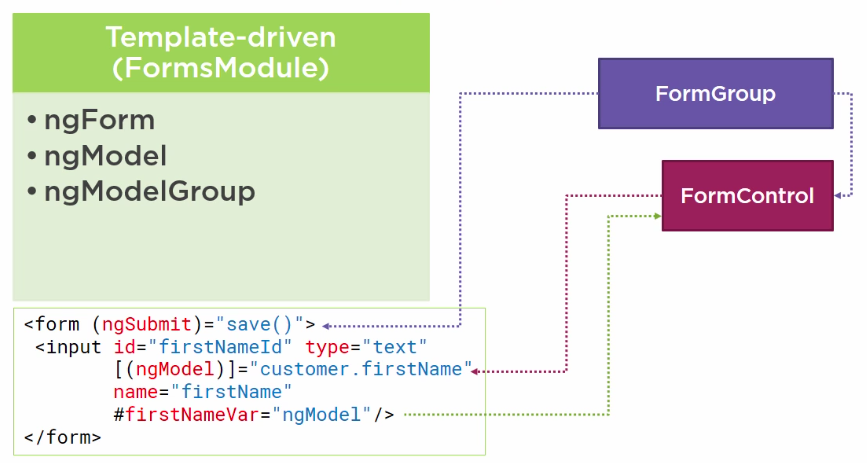 Template-driven
(FormsModule)
• ngForm
• ngModel
• ngModelGroup
FormGroup
FormControl
<form (ngSubmit)="save()">
<input id="firstNameId" type="text"
[(ngModel)]="customer.firstName"
name="firstName"
#firstNameVar="ngModel"/>
</form>